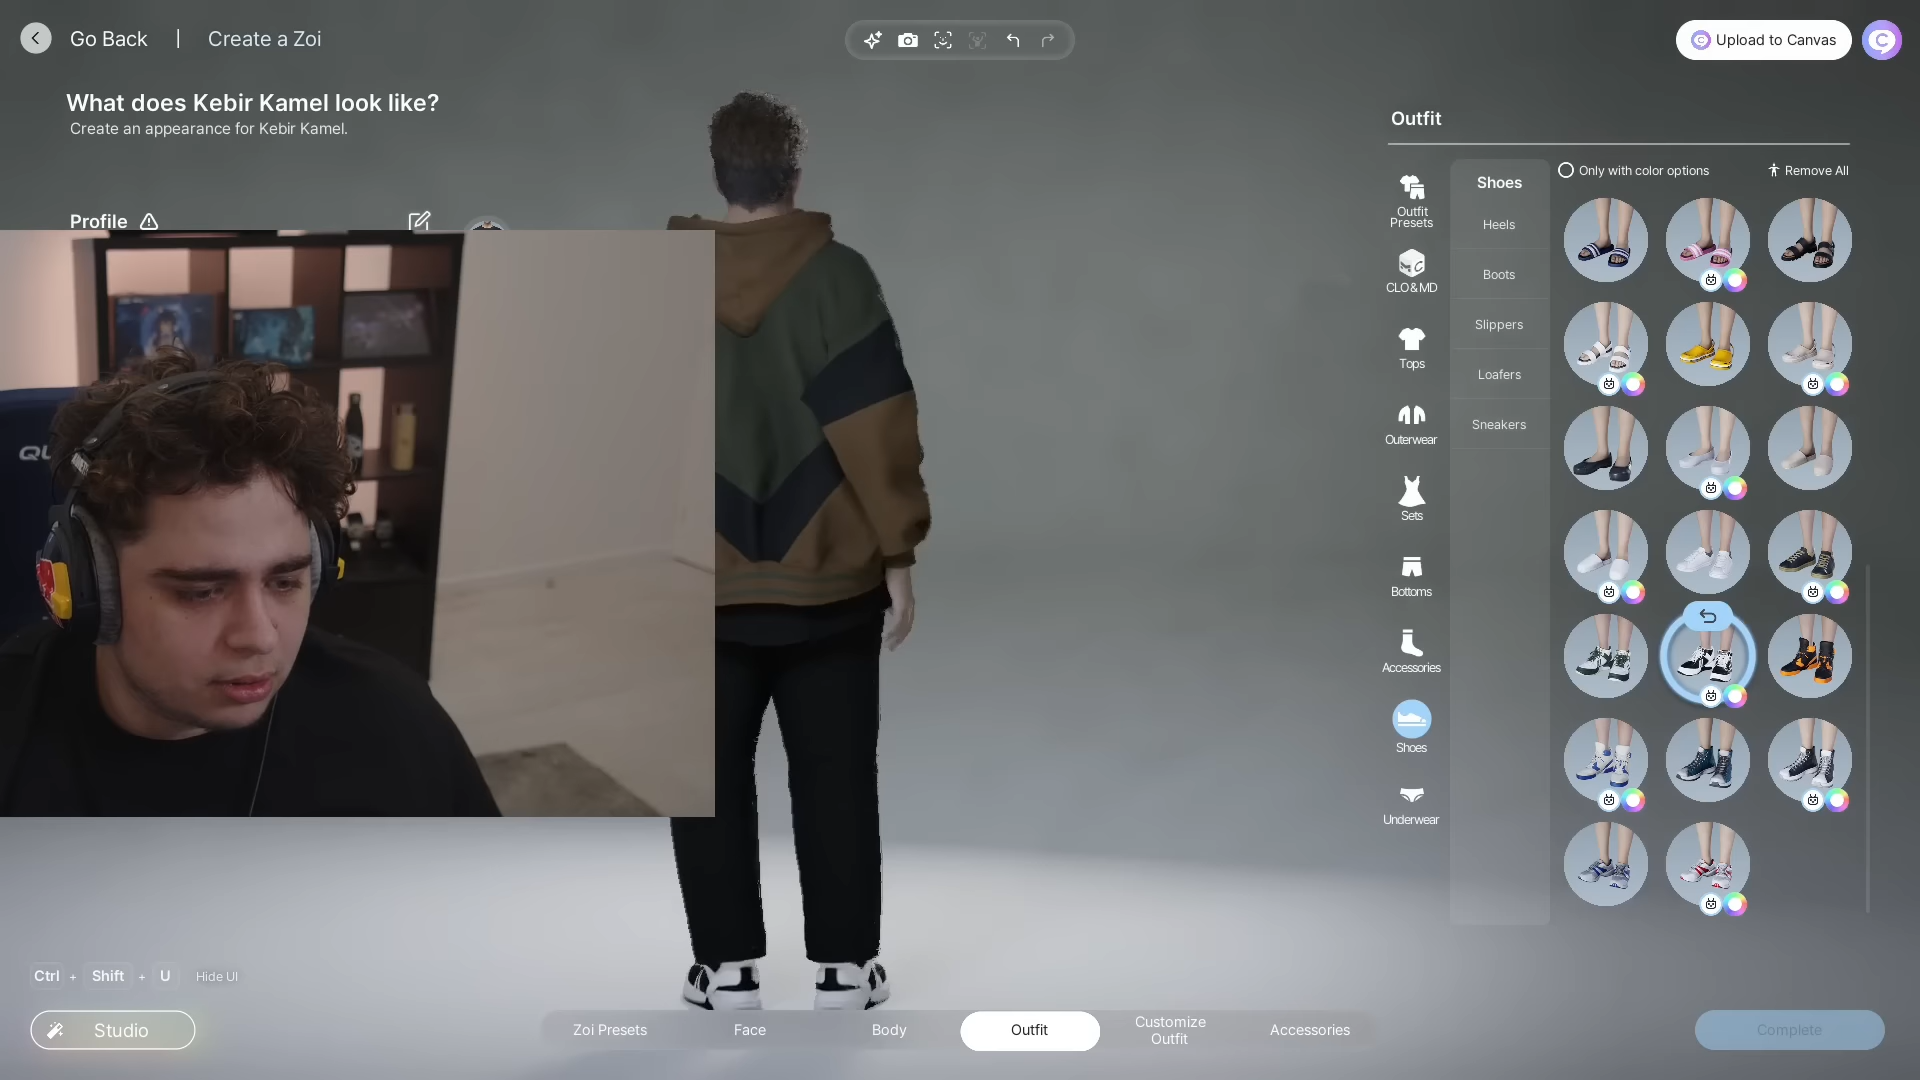 Go Back | Create a Zoi
Upload to Canvas
What does Kebir Kamel look like?
Create an appearance for Kebir Kamel.
Profile
Outfit
Only with color options
Remove All
Outfit
Presets
CLO&MD
Tops
Outerwear
Sets
Bottoms
Accessories
Shoes
Underwear
Shoes
Heels
Boots
Slippers
Loafers
Sneakers
Ctrl + Shift + U Hide UI
Studio
Zoi Presets
Face
Body
Outfit
Customize
Outfit
Accessories
Complete